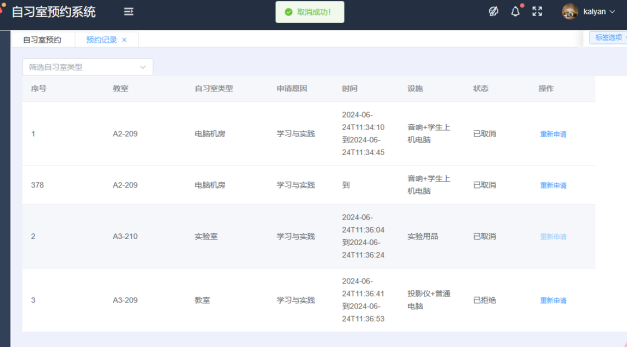 自习室预约系统
取消成功！
kalyan
自习室预约
预约记录 ×
标签选项
筛选自习室类型
序号 教室 自习室类型 申请原因 时间 设施 状态 操作
1 A2-209 电脑机房 学习与实践 2024-06-24T11:34:10到2024-06-24T11:34:45 音响+学生上机电脑 已取消 重新申请
378 A2-209 电脑机房 学习与实践 到 音响+学生上机电脑 已取消 重新申请
2 A3-210 实验室 学习与实践 2024-06-24T11:36:04到2024-06-24T11:36:24 实验用品 已取消 重新申请
3 A3-209 教室 学习与实践 2024-06-24T11:36:41到2024-06-24T11:36:53 投影仪+普通电脑 已拒绝 重新申请